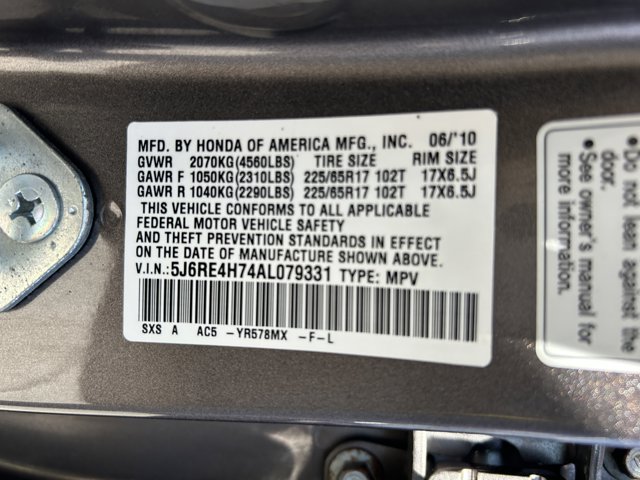 MFD. BY HONDA OF AMERICA MFG., INC. 06/'10
GVWR 2070KG(4560LBS) TIRE SIZE RIM SIZE
GAWR F 1050KG(2310LBS) 225/65R17 102T 17X6.5J
GAWR R 1040KG(2290LBS) 225/65R17 102T 17X6.5J
THIS VEHICLE CONFORMS TO ALL APPLICABLE
FEDERAL MOTOR VEHICLE SAFETY
AND THEFT PREVENTION STANDARDS IN EFFECT
ON THE DATE OF MANUFACTURE SHOWN ABOVE.
V.I.N.:5J6RE4H74AL079331 TYPE: MPV
SXS A AC5 -YR578MX -F-L
• Do not lean
against the
door.
• See owner's
manual for